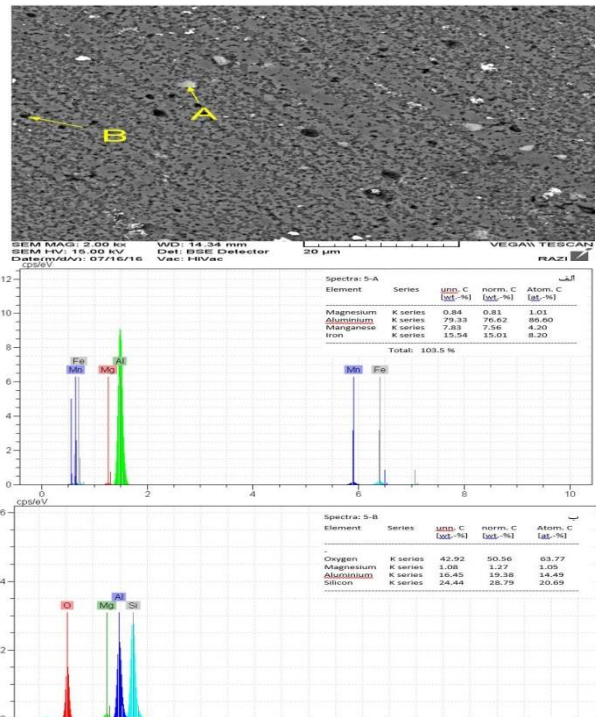 A
B
SEM MAG: 2.00 kx WD: 14.34 mm VEGA\\ TESCAN
SEM HV: 15.00 kV Det: BSE Detector 20 µm
Date(m/d/y): 07/16/16 Vac: HiVac RAZI
cps/eV
Spectra: 5-A الف
Element Series unn. C norm. C Atom. C
[wt.-%] [wt.-%] [at.-%]
Magnesium K series 0.84 0.81 1.01
Aluminium K series 79.33 76.62 86.60
Manganese K series 7.83 7.56 4.20
Iron K series 15.54 15.01 8.20
Total: 103.5 %
12
10
8
6
4
2
0
Fe
Mn Mg Al Mn Fe
0 2 4 6 8 10
cps/eV
Spectra: 5-B ب
Element Series unn. C norm. C Atom. C
[wt.-%] [wt.-%] [at.-%]
Oxygen K series 42.92 50.56 63.77
Magnesium K series 1.08 1.27 1.05
Aluminium K series 16.45 19.38 14.49
Silicon K series 24.44 28.79 20.69
6
4
2
Al
O Mg Si